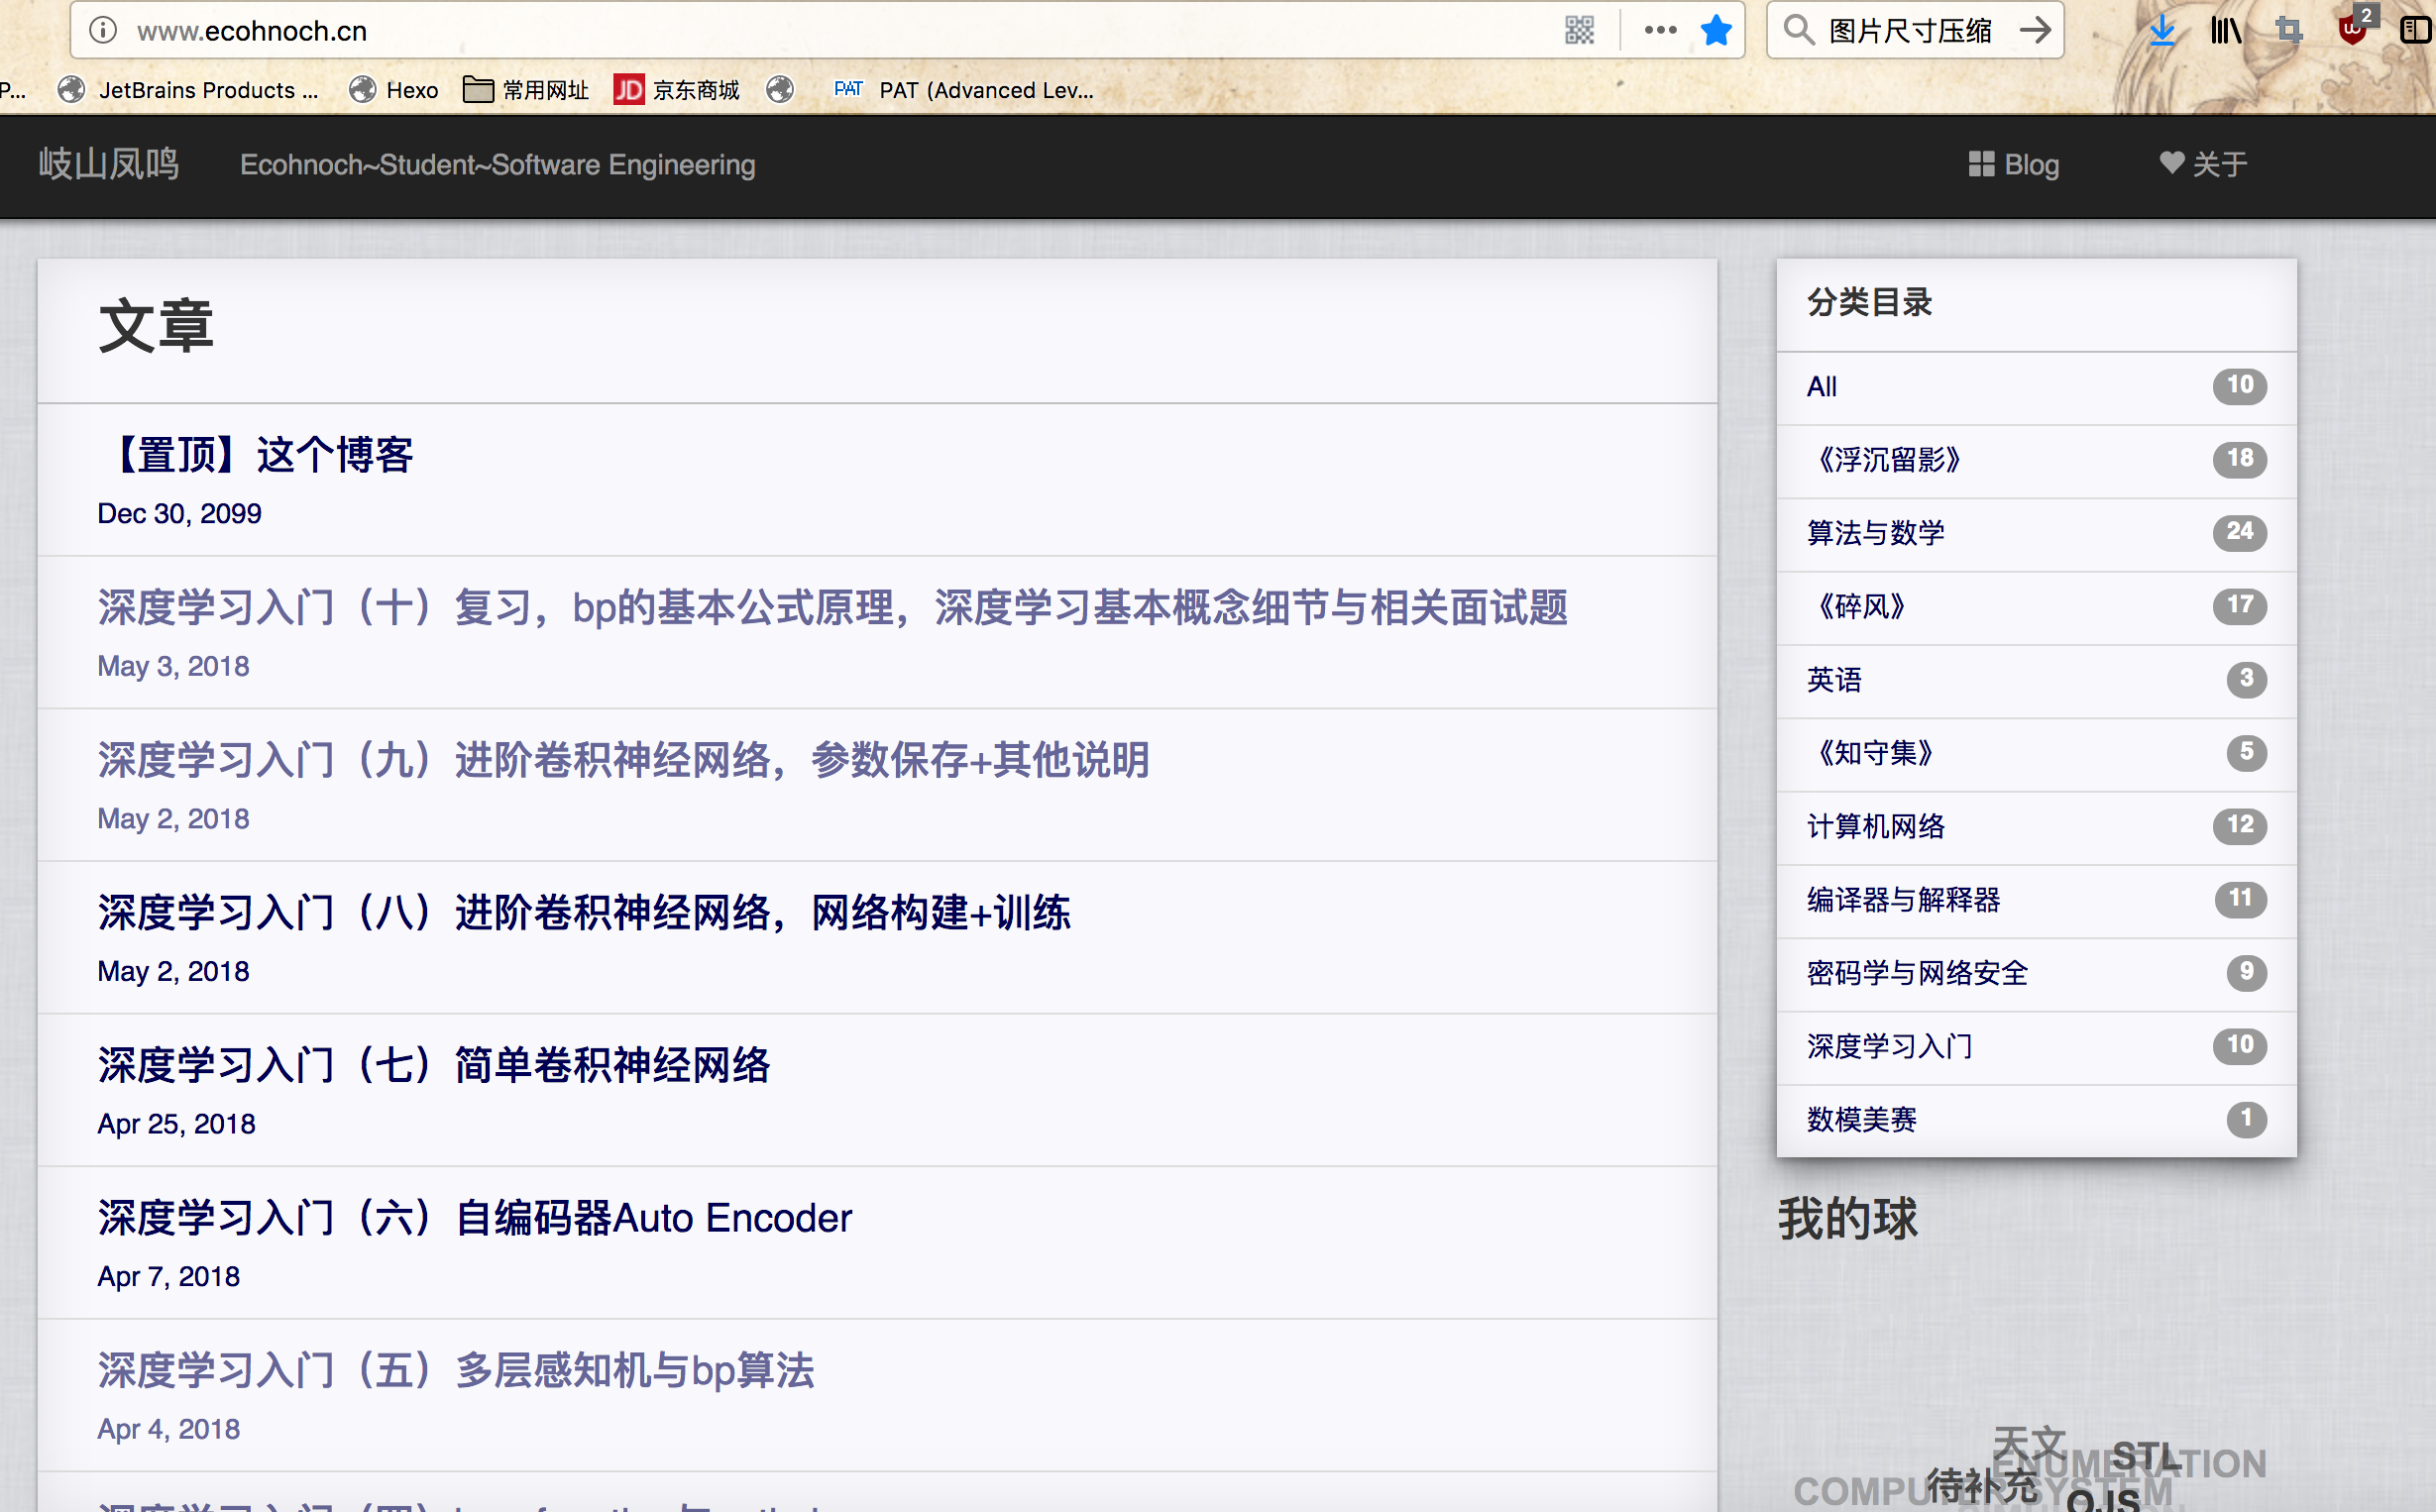 www.ecohnoch.cn
图片尺寸压缩
2
P... JetBrains Products ... Hexo 常用网址 JD 京东商城 PAT PAT (Advanced Lev...
岐山凤鸣 Ecohnoch~Student~Software Engineering Blog 关于
文章
【置顶】这个博客
Dec 30, 2099
深度学习入门（十）复习，bp的基本公式原理，深度学习基本概念细节与相关面试题
May 3, 2018
深度学习入门（九）进阶卷积神经网络，参数保存+其他说明
May 2, 2018
深度学习入门（八）进阶卷积神经网络，网络构建+训练
May 2, 2018
深度学习入门（七）简单卷积神经网络
Apr 25, 2018
深度学习入门（六）自编码器Auto Encoder
Apr 7, 2018
深度学习入门（五）多层感知机与bp算法
Apr 4, 2018
分类目录
All 10
《浮沉留影》 18
算法与数学 24
《碎风》 17
英语 3
《知守集》 5
计算机网络 12
编译器与解释器 11
密码学与网络安全 9
深度学习入门 10
数模美赛 1
我的球
天文
STL
ENUMERATION
待补充
COMPUTER SYSTEM
OJS